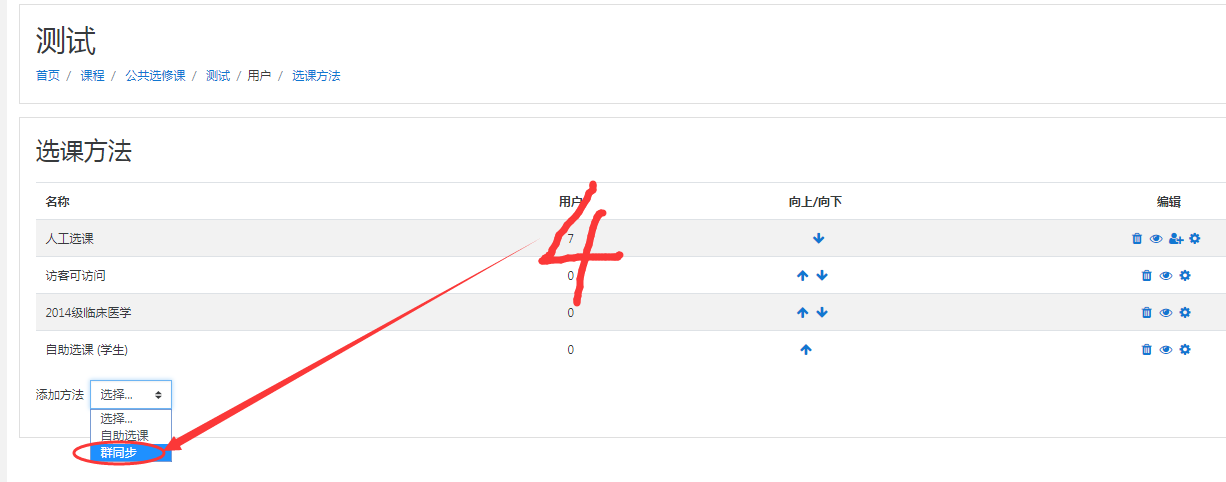 测试
首页 / 课程 / 公共选修课 / 测试 / 用户 / 选课方法
选课方法
名称 用户 向上/向下 编辑
人工选课 7
访客可访问 0
2014级临床医学 0
自助选课 (学生) 0
4
添加方法 选择...
选择...
自助选课
群同步